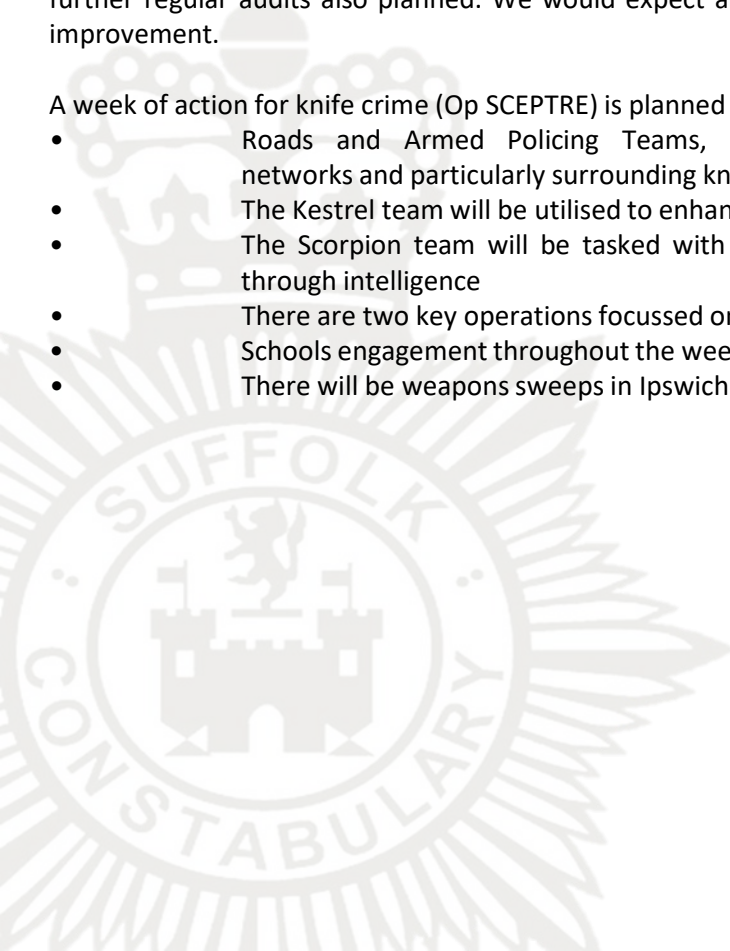 further regular audits also planned. We would expect a
improvement.
A week of action for knife crime (Op SCEPTRE) is planned
• Roads and Armed Policing Teams,
networks and particularly surrounding kn
• The Kestrel team will be utilised to enhan
• The Scorpion team will be tasked with
through intelligence
• There are two key operations focussed o
• Schools engagement throughout the wee
• There will be weapons sweeps in Ipswich
SUFFOLK
CONSTABULARY